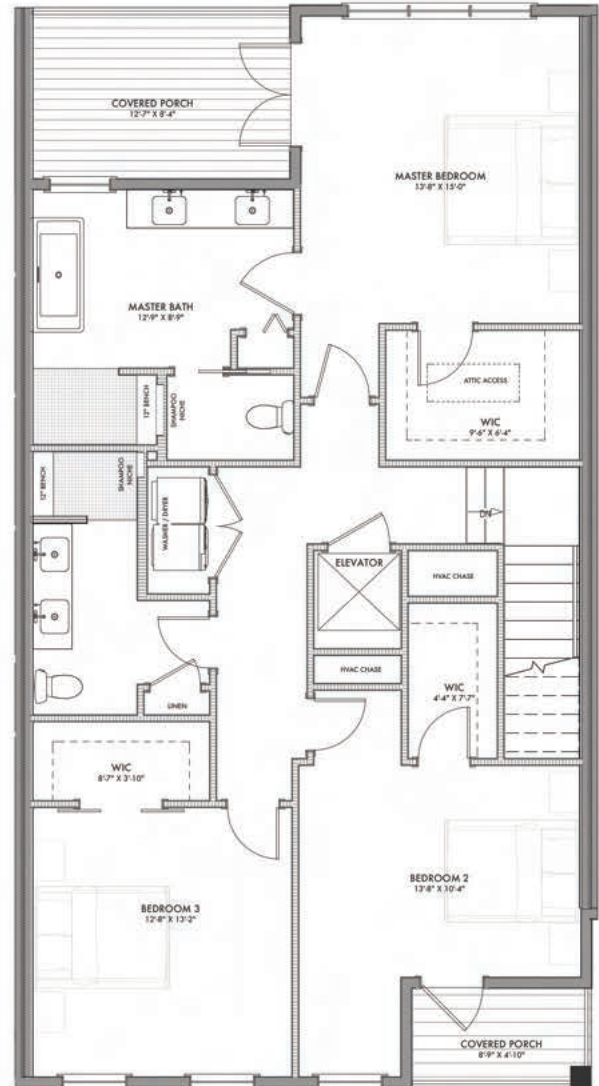 COVERED PORCH
12'-7" X 8'-4"
MASTER BEDROOM
13'-8" X 15'-0"
MASTER BATH
12'-9" X 8'-9"
ATTIC ACCESS
WIC
9'-6" X 6'-4"
12" BENCH
SHAMPOO
NICHE
12" BENCH
SHAMPOO
NICHE
WASHER / DRYER
DN
ELEVATOR
HVAC CHASE
HVAC CHASE
WIC
4'-4" X 7'-7"
LINEN
WIC
8'-7" X 3'-10"
BEDROOM 2
13'-8" X 10'-4"
BEDROOM 3
12'-8" X 13'-2"
COVERED PORCH
8'-9" X 4'-10"